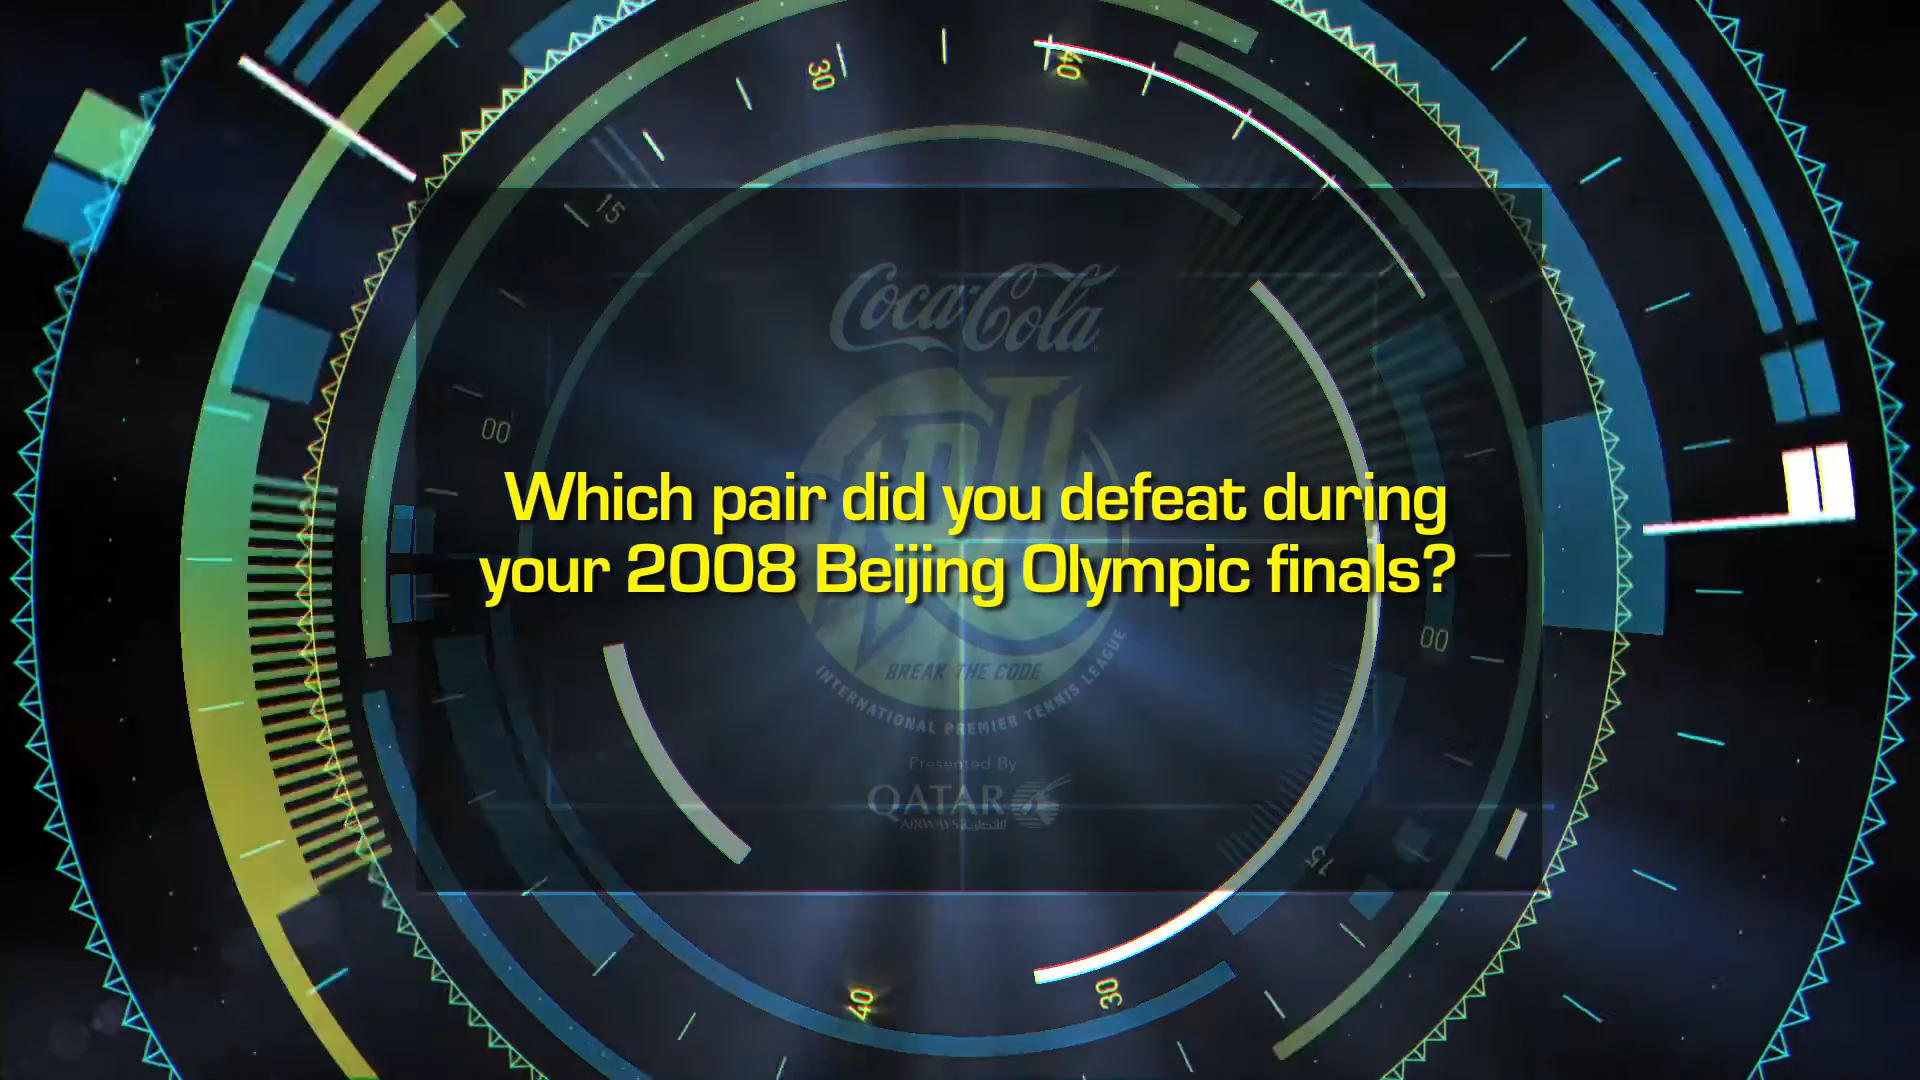 30
40
15
Coca-Cola
00
Which pair did you defeat during
your 2008 Beijing Olympic finals?
00
BREAK THE CODE
INTERNATIONAL PREMIER TENNIS LEAGUE
Presented By
QATAR
AIRWAYS القطرية
15
40
30